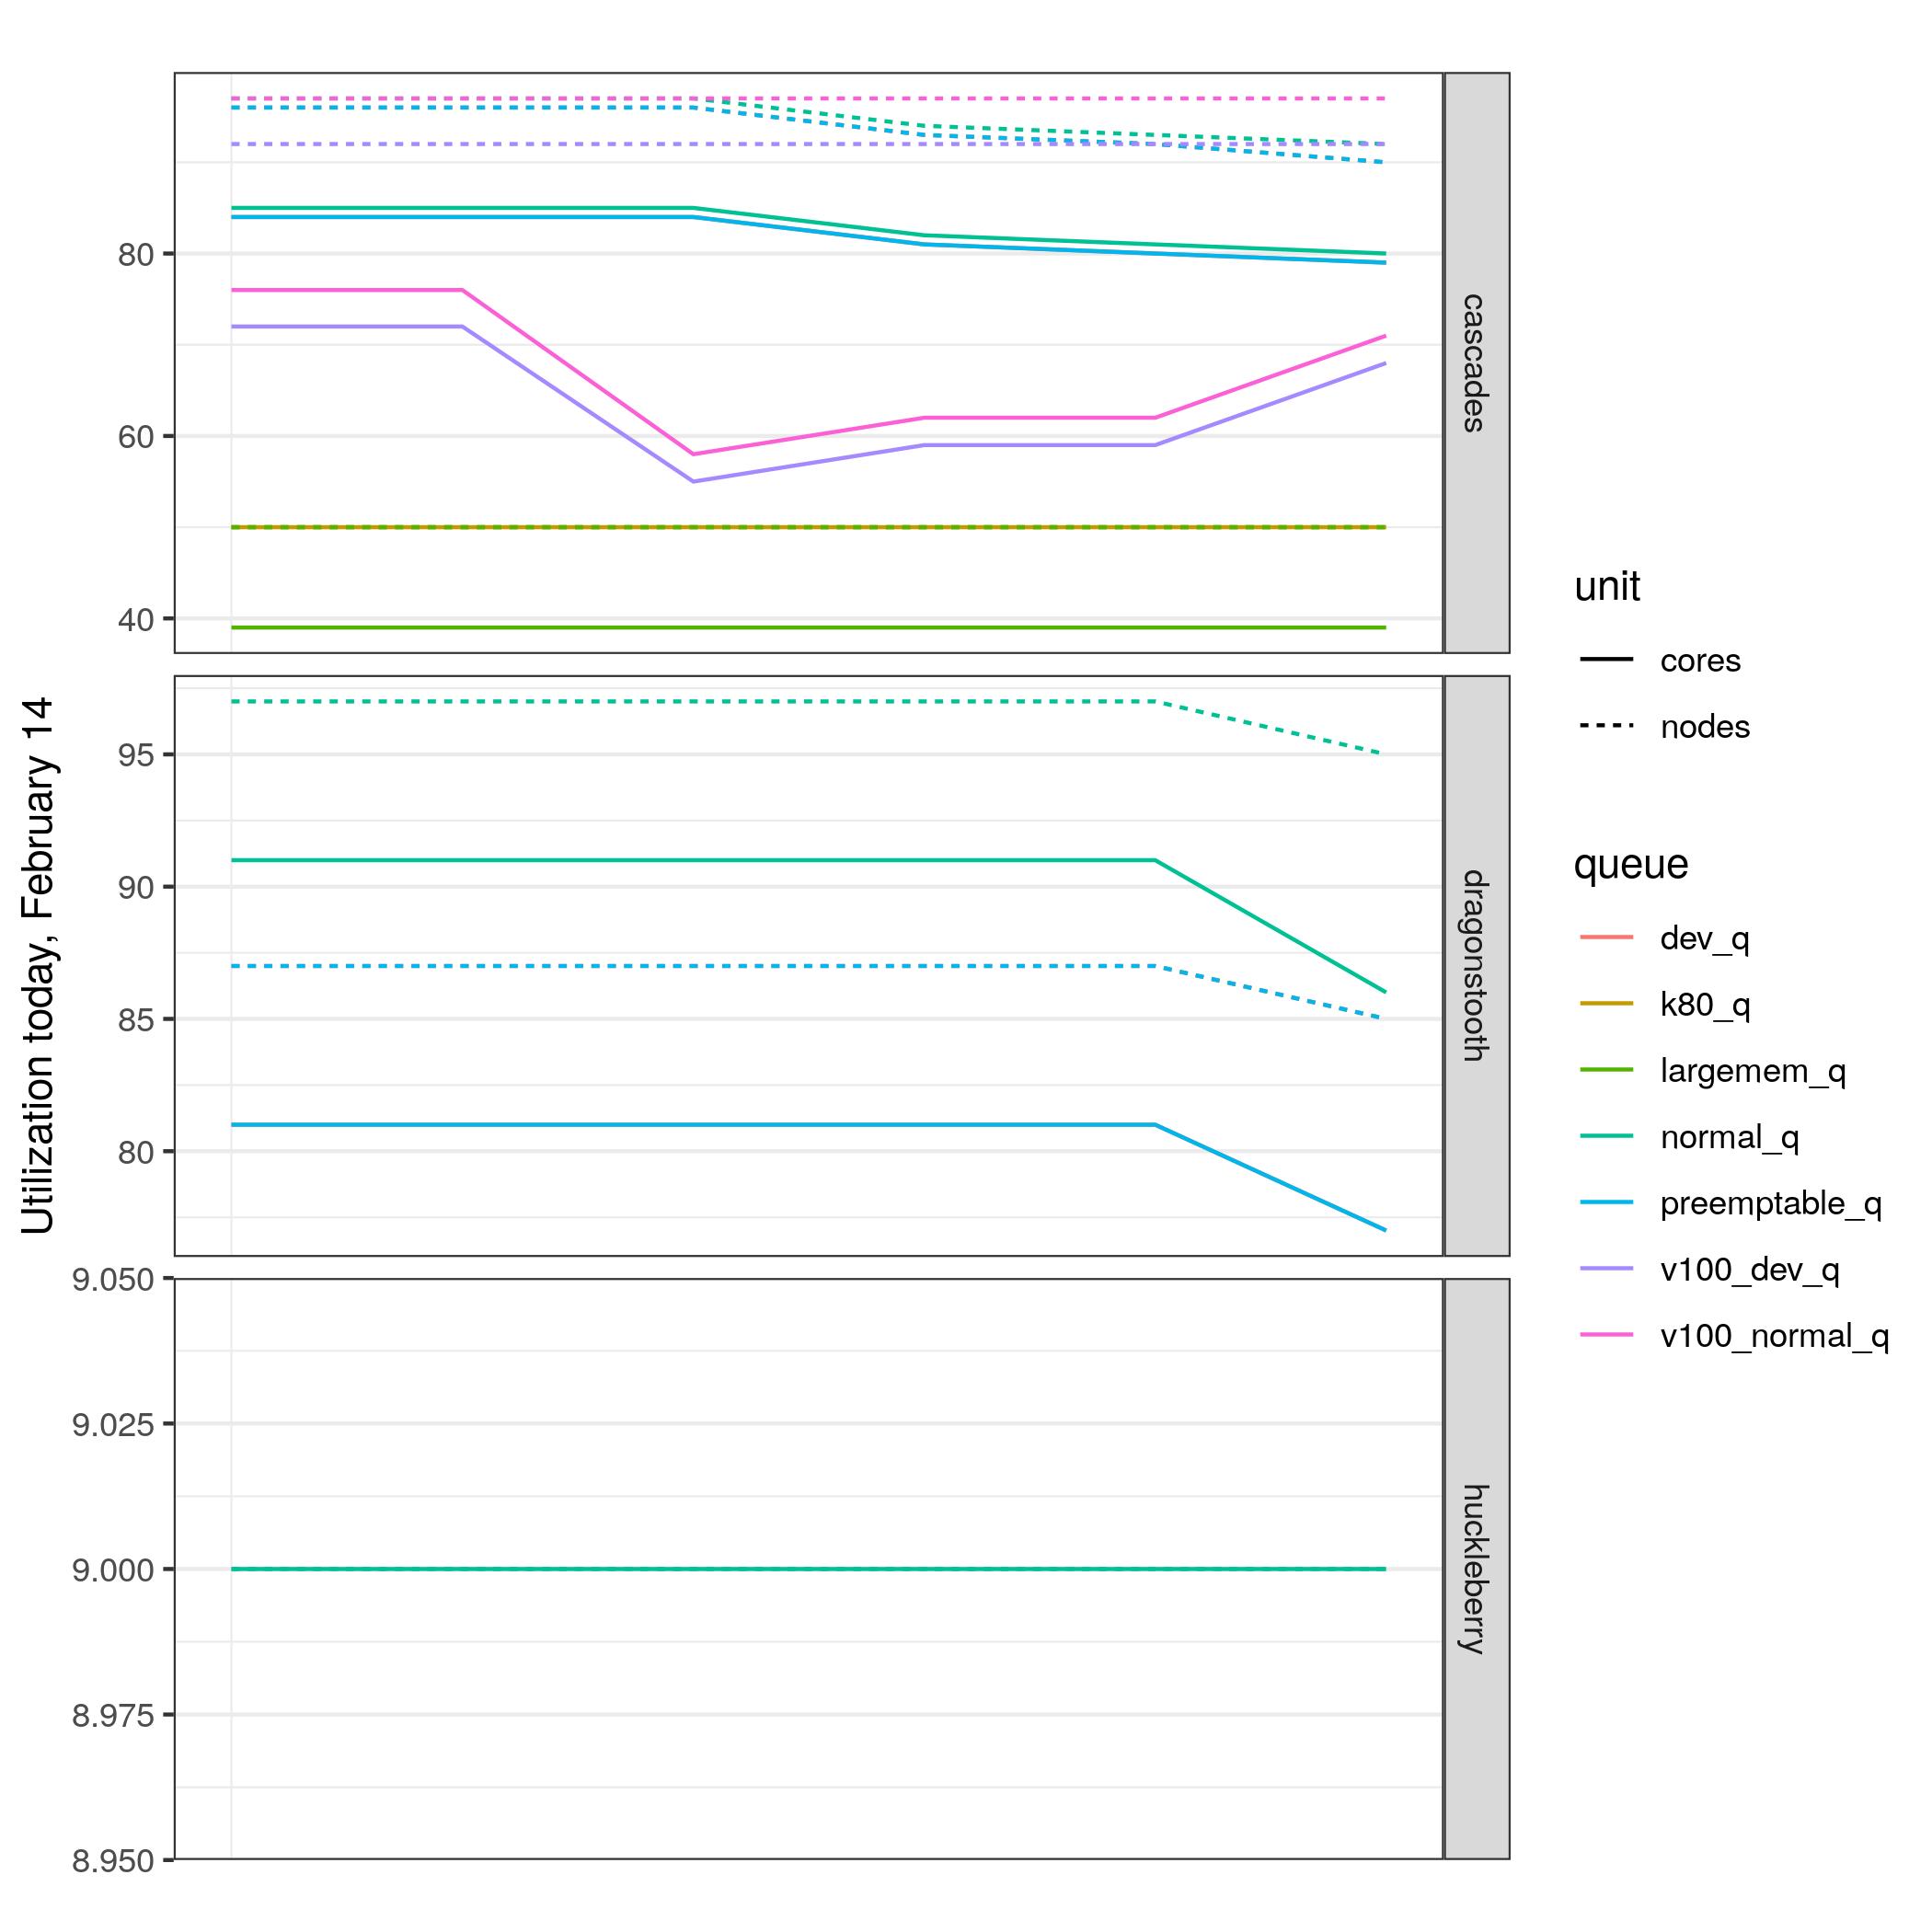 Utilization today, February 14
80
60
40
cascades
95
90
85
80
dragonstooth
9.050
9.025
9.000
8.975
8.950
huckleberry
unit
cores
nodes
queue
dev_q
k80_q
largemem_q
normal_q
preemptable_q
v100_dev_q
v100_normal_q